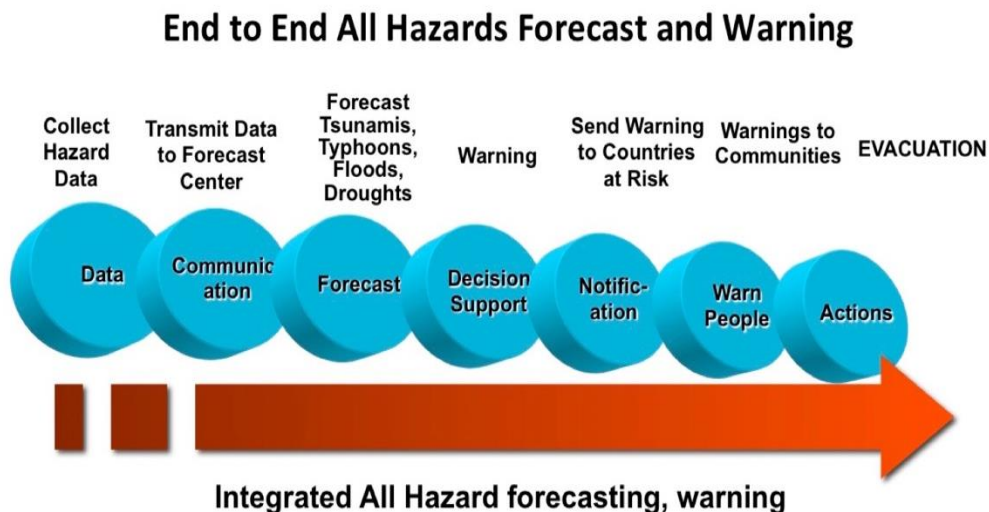 End to End All Hazards Forecast and Warning
Collect
Hazard
Data
Transmit Data
to Forecast
Center
Forecast
Tsunamis,
Typhoons,
Floods,
Droughts
Warning
Send Warning
to Countries
at Risk
Warnings to
Communities
EVACUATION
Data
Communic
ation
Forecast
Decision
Support
Notific-
ation
Warn
People
Actions
Integrated All Hazard forecasting, warning